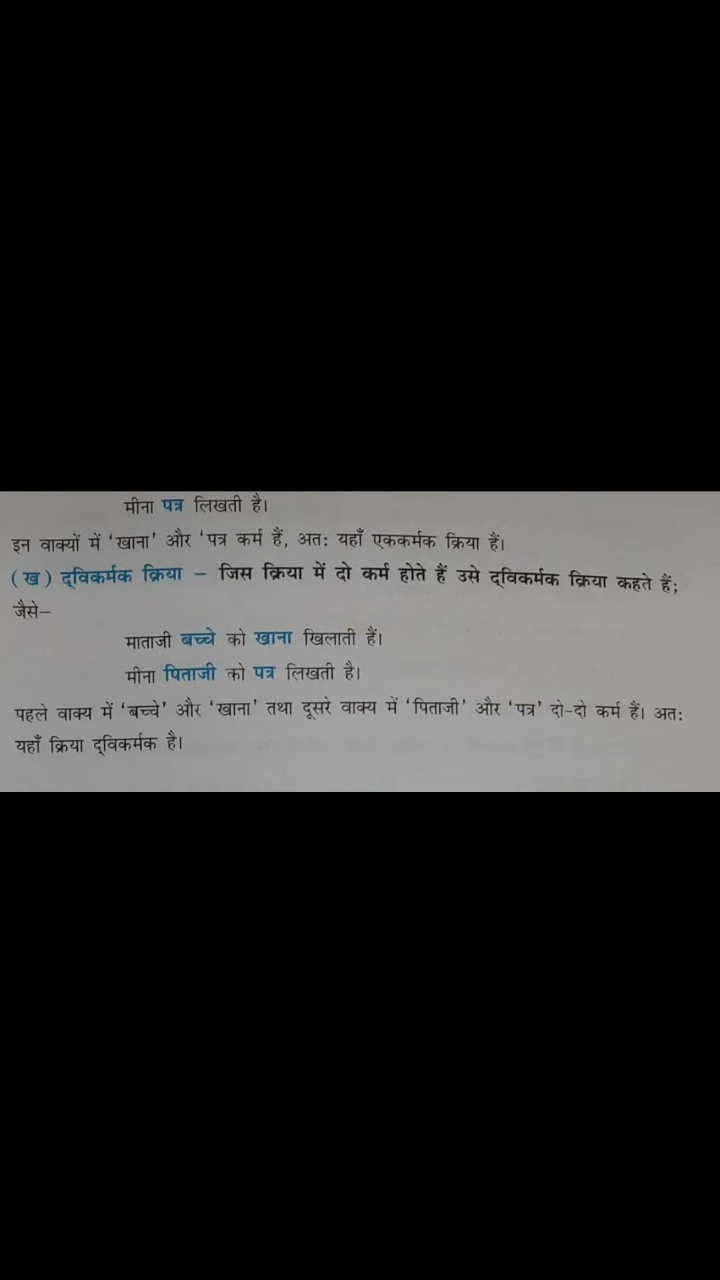 मीना पत्र लिखती है।
इन वाक्यों में ‘खाना’ और ‘पत्र कर्म हैं, अतः यहाँ एककर्मक क्रिया हैं।
(ख) द्‌विकर्मक क्रिया – जिस क्रिया में दो कर्म होते हैं उसे द्‌विकर्मक क्रिया कहते हैं;
जैसे–
माताजी बच्चे को खाना खिलाती हैं।
मीना पिताजी को पत्र लिखती है।
पहले वाक्य में ‘बच्चे’ और ‘खाना’ तथा दूसरे वाक्य में ‘पिताजी’ और ‘पत्र’ दो-दो कर्म हैं। अतः
यहाँ क्रिया द्‌विकर्मक है।